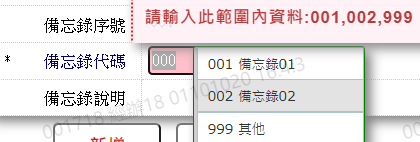 備忘錄序號
請輸入此範圍內資料:001,002,999
* 備忘錄代碼 000
001 備忘錄01
備忘錄說明
002 備忘錄02
999 其他
新增